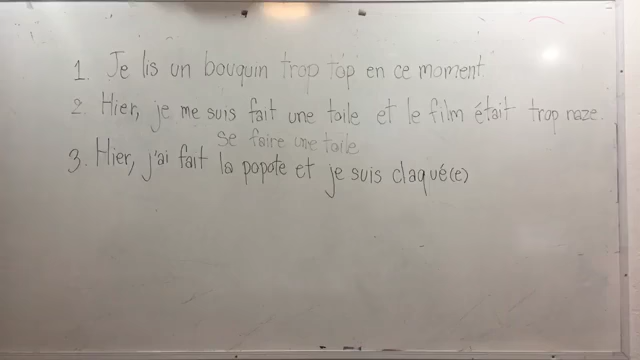 1. Je lis un bouquin trop top en ce moment
2. Hier, je me suis fait une toile et le film était trop naze.
se faire une toile
3. Hier, j'ai fait la popote et je suis claqué(e)